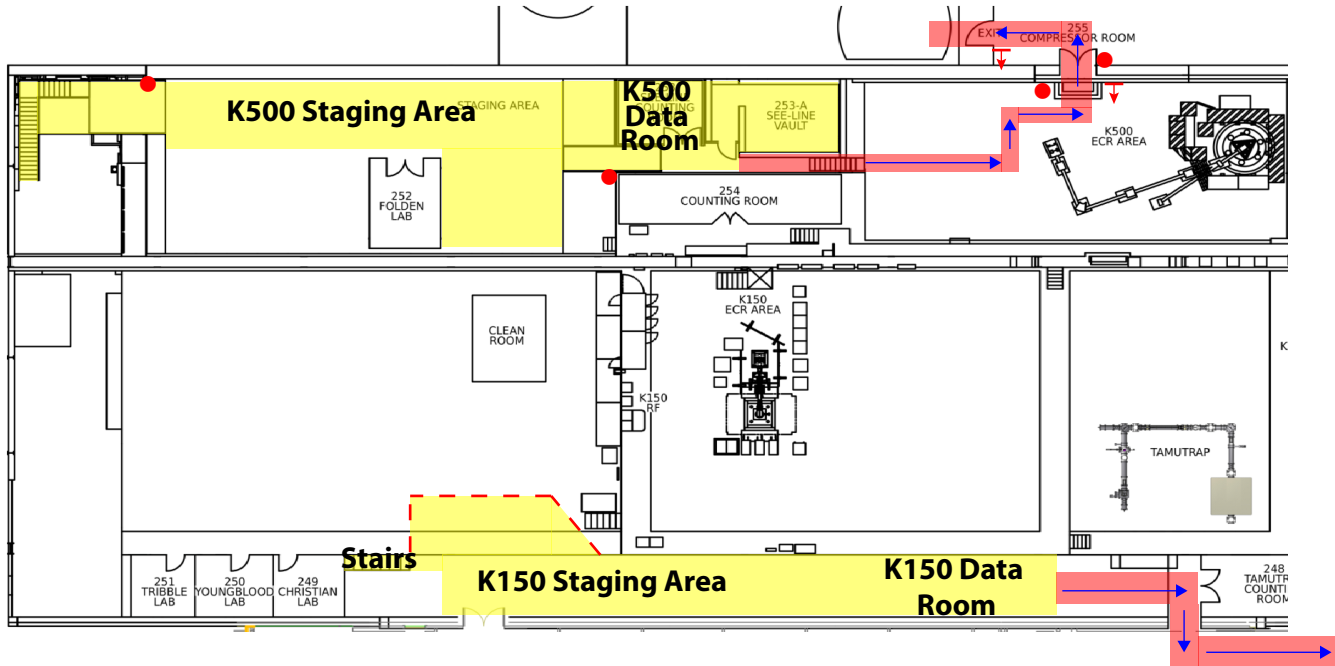 EXI
255
COMPRESSOR ROOM
K500 Staging Area
STAGING AREA
K500
Data
Room
COUNTING
253-A
SEE-LINE
VAULT
K500
ECR AREA
252
FOLDEN
LAB
254
COUNTING ROOM
CLEAN
ROOM
K150
ECR AREA
K150
RF
K
TAMUTRAP
Stairs
K150 Staging Area
K150 Data
Room
251
TRIBBLE
LAB
250
YOUNGBLOOD
LAB
249
CHRISTIAN
LAB
248
TAMUTR
COUNTI
ROOM